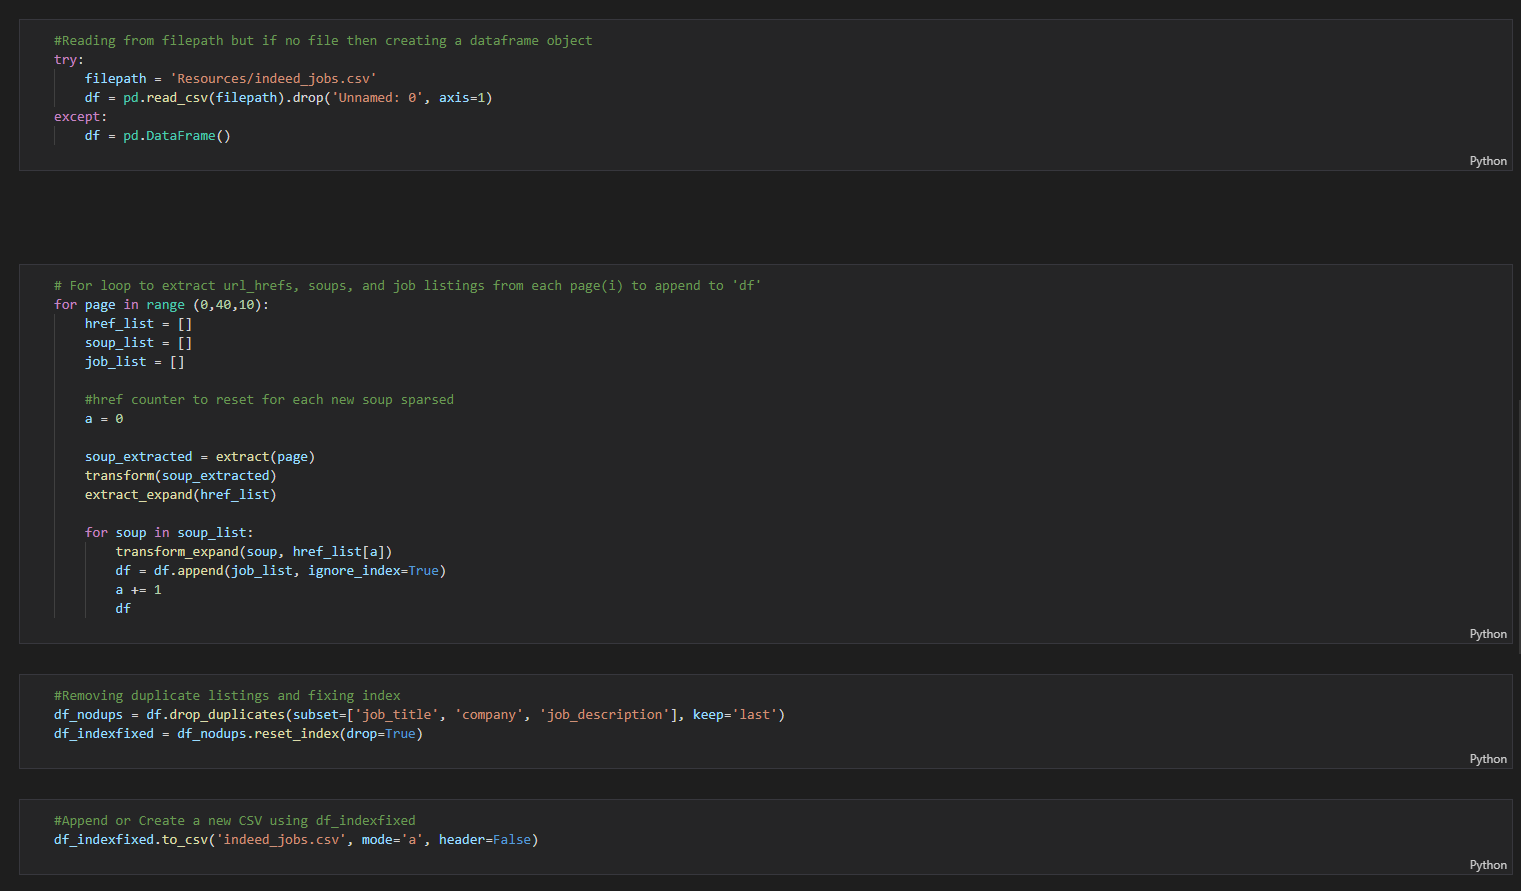 #Reading from filepath but if no file then creating a dataframe object
try:
    filepath = 'Resources/indeed_jobs.csv'
    df = pd.read_csv(filepath).drop('Unnamed: 0', axis=1)
except:
    df = pd.DataFrame()
Python
# For loop to extract url_hrefs, soups, and job listings from each page(i) to append to 'df'
for page in range (0,40,10):
    href_list = []
    soup_list = []
    job_list = []
    #href counter to reset for each new soup sparsed
    a = 0
    soup_extracted = extract(page)
    transform(soup_extracted)
    extract_expand(href_list)
    for soup in soup_list:
        transform_expand(soup, href_list[a])
        df = df.append(job_list, ignore_index=True)
        a += 1
        df
Python
#Removing duplicate listings and fixing index
df_nodups = df.drop_duplicates(subset=['job_title', 'company', 'job_description'], keep='last')
df_indexfixed = df_nodups.reset_index(drop=True)
Python
#Append or Create a new CSV using df_indexfixed
df_indexfixed.to_csv('indeed_jobs.csv', mode='a', header=False)
Python